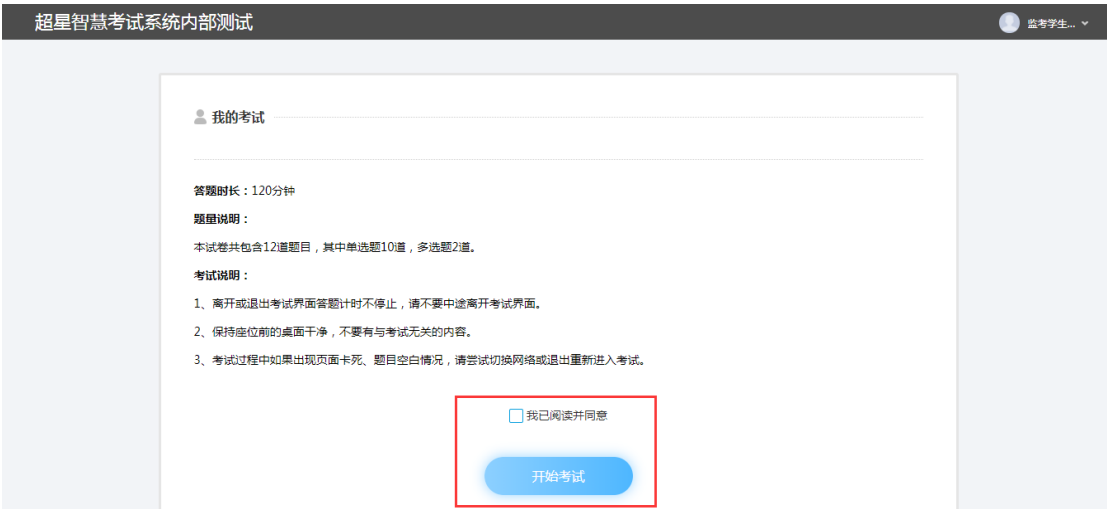 超星智慧考试系统内部测试
监考学生...
我的考试
答题时长：120分钟
题量说明：
本试卷共包含12道题目，其中单选题10道，多选题2道。
考试说明：
1、离开或退出考试界面答题计时不停止，请不要中途离开考试界面。
2、保持座位前的桌面干净，不要有与考试无关的内容。
3、考试过程中如果出现页面卡死、题目空白情况，请尝试切换网络或退出重新进入考试。
我已阅读并同意
开始考试